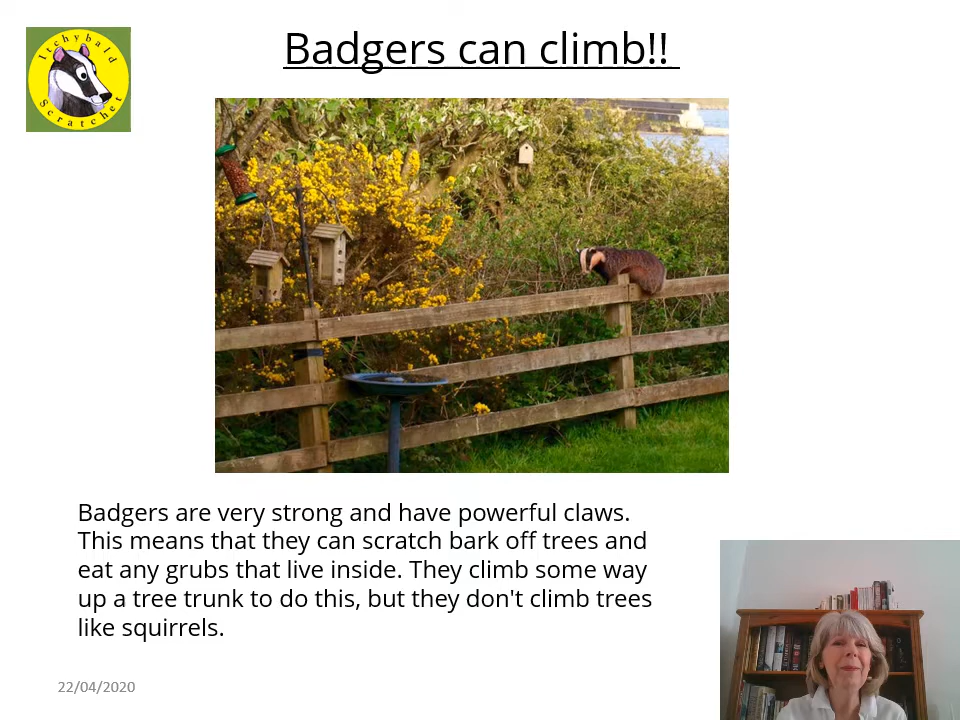 Itchybald
Scratchet
Badgers can climb!!
Badgers are very strong and have powerful claws.
This means that they can scratch bark off trees and
eat any grubs that live inside. They climb some way
up a tree trunk to do this, but they don't climb trees
like squirrels.
22/04/2020